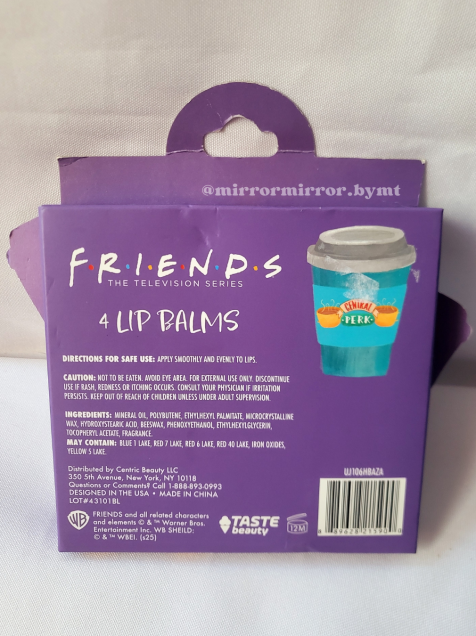 @mirrormirror.bymt
F·R·I·E·N·D·S
THE TELEVISION SERIES
4 LIP BALMS
CENTRAL
PERK
DIRECTIONS FOR SAFE USE: APPLY SMOOTHLY AND EVENLY TO LIPS.
CAUTION: NOT TO BE EATEN. AVOID EYE AREA. FOR EXTERNAL USE ONLY. DISCONTINUE
USE IF RASH, REDNESS OR ITCHING OCCURS. CONSULT YOUR PHYSICIAN IF IRRITATION
PERSISTS. KEEP OUT OF REACH OF CHILDREN UNLESS UNDER ADULT SUPERVISION.
INGREDIENTS: MINERAL OIL, POLYBUTENE, ETHYLHEXYL PALMITATE, MICROCRYSTALLINE
WAX, HYDROXYSTEARIC ACID, BEESWAX, PHENOXYETHANOL, ETHYLHEXYLGLYCERIN,
TOCOPHERYL ACETATE, FRAGRANCE.
MAY CONTAIN: BLUE 1 LAKE, RED 7 LAKE, RED 6 LAKE, RED 40 LAKE, IRON OXIDES,
YELLOW 5 LAKE.
Distributed by Centric Beauty LLC
350 5th Avenue, New York, NY 10118
Questions or Comments? Call 1-888-893-0993
DESIGNED IN THE USA • MADE IN CHINA
LOT#43101BL
WB
FRIENDS and all related characters
and elements © & ™ Warner Bros.
Entertainment Inc. WB SHEILD:
© & ™ WBEI. (s25)
TASTE
beauty
12M